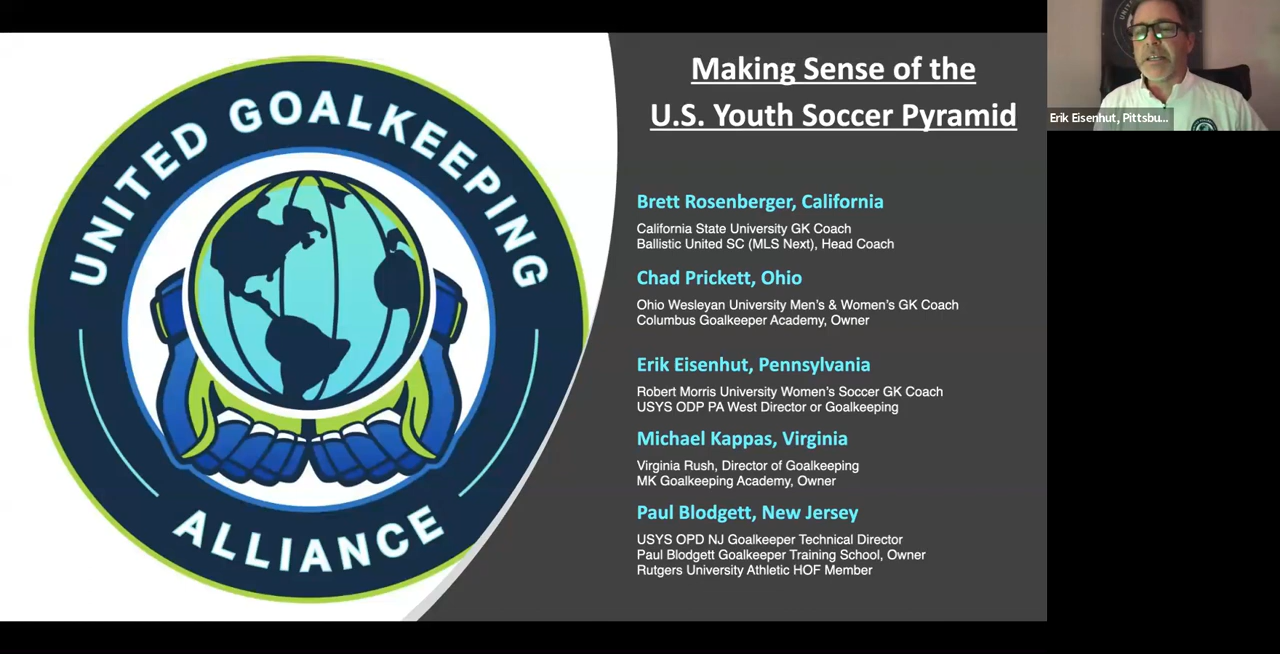 UNITED GOALKEEPING
ALLIANCE
Making Sense of the
U.S. Youth Soccer Pyramid
Brett Rosenberger, California
California State University GK Coach
Ballistic United SC (MLS Next), Head Coach
Chad Prickett, Ohio
Ohio Wesleyan University Men's & Women's GK Coach
Columbus Goalkeeper Academy, Owner
Erik Eisenhut, Pennsylvania
Robert Morris University Women's Soccer GK Coach
USYS ODP PA West Director or Goalkeeping
Michael Kappas, Virginia
Virginia Rush, Director of Goalkeeping
MK Goalkeeping Academy, Owner
Paul Blodgett, New Jersey
USYS OPD NJ Goalkeeper Technical Director
Paul Blodgett Goalkeeper Training School, Owner
Rutgers University Athletic HOF Member
Erik Eisenhut, Pittsbu...